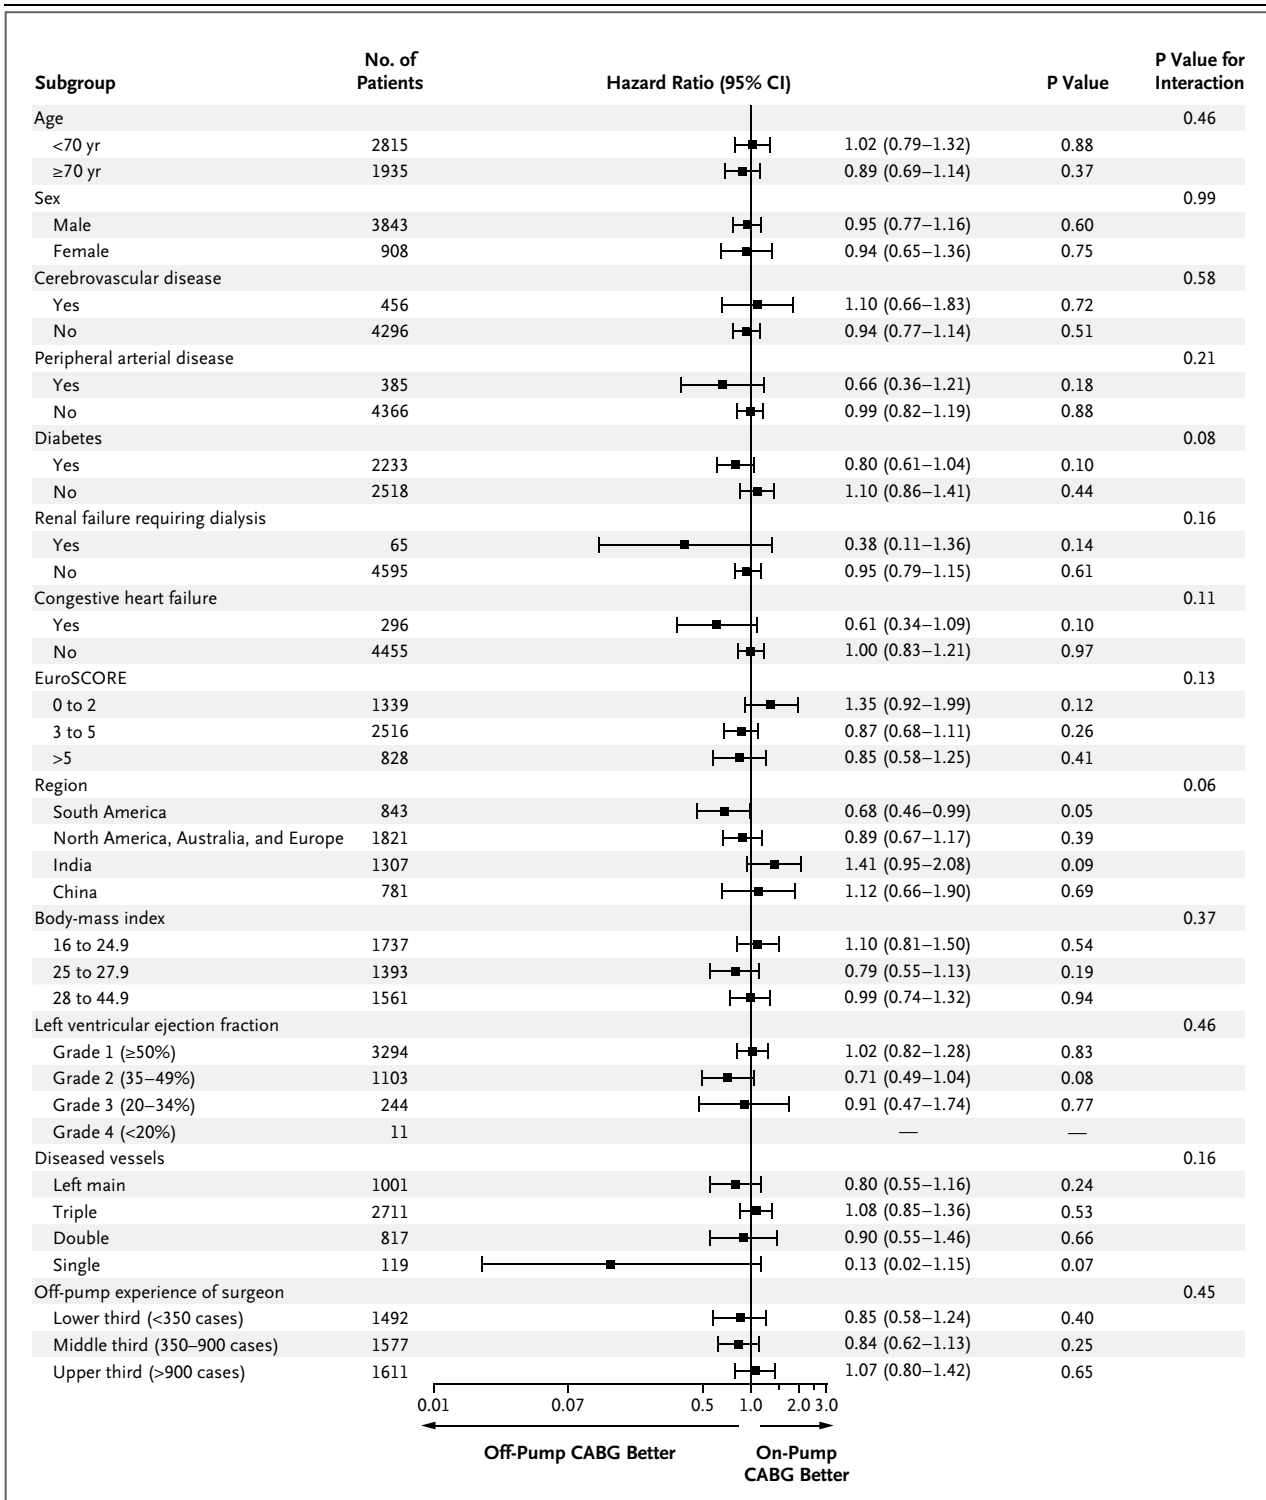 Subgroup No. of Patients Hazard Ratio (95% CI) P Value P Value for Interaction
Age 0.46
<70 yr 2815 1.02 (0.79–1.32) 0.88
≥70 yr 1935 0.89 (0.69–1.14) 0.37
Sex 0.99
Male 3843 0.95 (0.77–1.16) 0.60
Female 908 0.94 (0.65–1.36) 0.75
Cerebrovascular disease 0.58
Yes 456 1.10 (0.66–1.83) 0.72
No 4296 0.94 (0.77–1.14) 0.51
Peripheral arterial disease 0.21
Yes 385 0.66 (0.36–1.21) 0.18
No 4366 0.99 (0.82–1.19) 0.88
Diabetes 0.08
Yes 2233 0.80 (0.61–1.04) 0.10
No 2518 1.10 (0.86–1.41) 0.44
Renal failure requiring dialysis 0.16
Yes 65 0.38 (0.11–1.36) 0.14
No 4595 0.95 (0.79–1.15) 0.61
Congestive heart failure 0.11
Yes 296 0.61 (0.34–1.09) 0.10
No 4455 1.00 (0.83–1.21) 0.97
EuroSCORE 0.13
0 to 2 1339 1.35 (0.92–1.99) 0.12
3 to 5 2516 0.87 (0.68–1.11) 0.26
>5 828 0.85 (0.58–1.25) 0.41
Region 0.06
South America 843 0.68 (0.46–0.99) 0.05
North America, Australia, and Europe 1821 0.89 (0.67–1.17) 0.39
India 1307 1.41 (0.95–2.08) 0.09
China 781 1.12 (0.66–1.90) 0.69
Body-mass index 0.37
16 to 24.9 1737 1.10 (0.81–1.50) 0.54
25 to 27.9 1393 0.79 (0.55–1.13) 0.19
28 to 44.9 1561 0.99 (0.74–1.32) 0.94
Left ventricular ejection fraction 0.46
Grade 1 (≥50%) 3294 1.02 (0.82–1.28) 0.83
Grade 2 (35–49%) 1103 0.71 (0.49–1.04) 0.08
Grade 3 (20–34%) 244 0.91 (0.47–1.74) 0.77
Grade 4 (<20%) 11 — —
Diseased vessels 0.16
Left main 1001 0.80 (0.55–1.16) 0.24
Triple 2711 1.08 (0.85–1.36) 0.53
Double 817 0.90 (0.55–1.46) 0.66
Single 119 0.13 (0.02–1.15) 0.07
Off-pump experience of surgeon 0.45
Lower third (<350 cases) 1492 0.85 (0.58–1.24) 0.40
Middle third (350–900 cases) 1577 0.84 (0.62–1.13) 0.25
Upper third (>900 cases) 1611 1.07 (0.80–1.42) 0.65
0.01 0.07 0.5 1.0 2.0 3.0
Off-Pump CABG Better On-Pump CABG Better